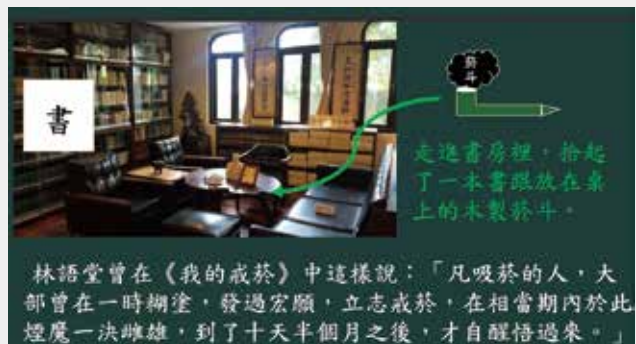 書
菸斗
走進書房裡，拾起
了一本書跟放在桌
上的木製菸斗。
林語堂曾在《我的戒菸》中這樣說：「凡吸菸的人，大
部曾在一時糊塗，發過宏願，立志戒菸，在相當期內於此
煙魔一決雌雄，到了十天半個月之後，才自醒悟過來。」